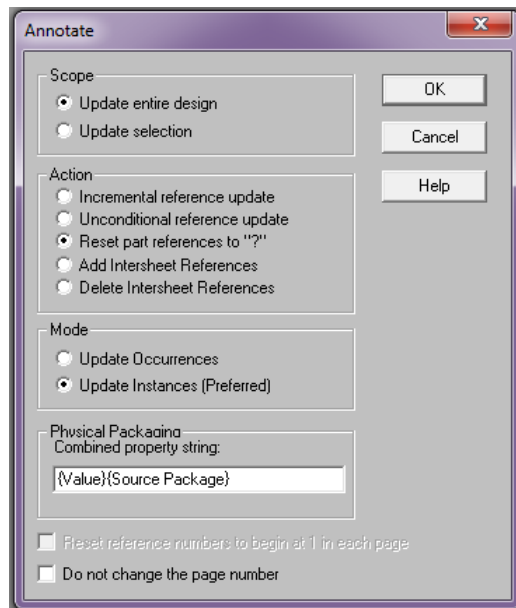 Annotate
Scope
Update entire design
Update selection
OK
Cancel
Help
Action
Incremental reference update
Unconditional reference update
Reset part references to "?"
Add Intersheet References
Delete Intersheet References
Mode
Update Occurrences
Update Instances (Preferred)
Physical Packaging
Combined property string:
{Value}{Source Package}
Reset reference numbers to begin at 1 in each page
Do not change the page number